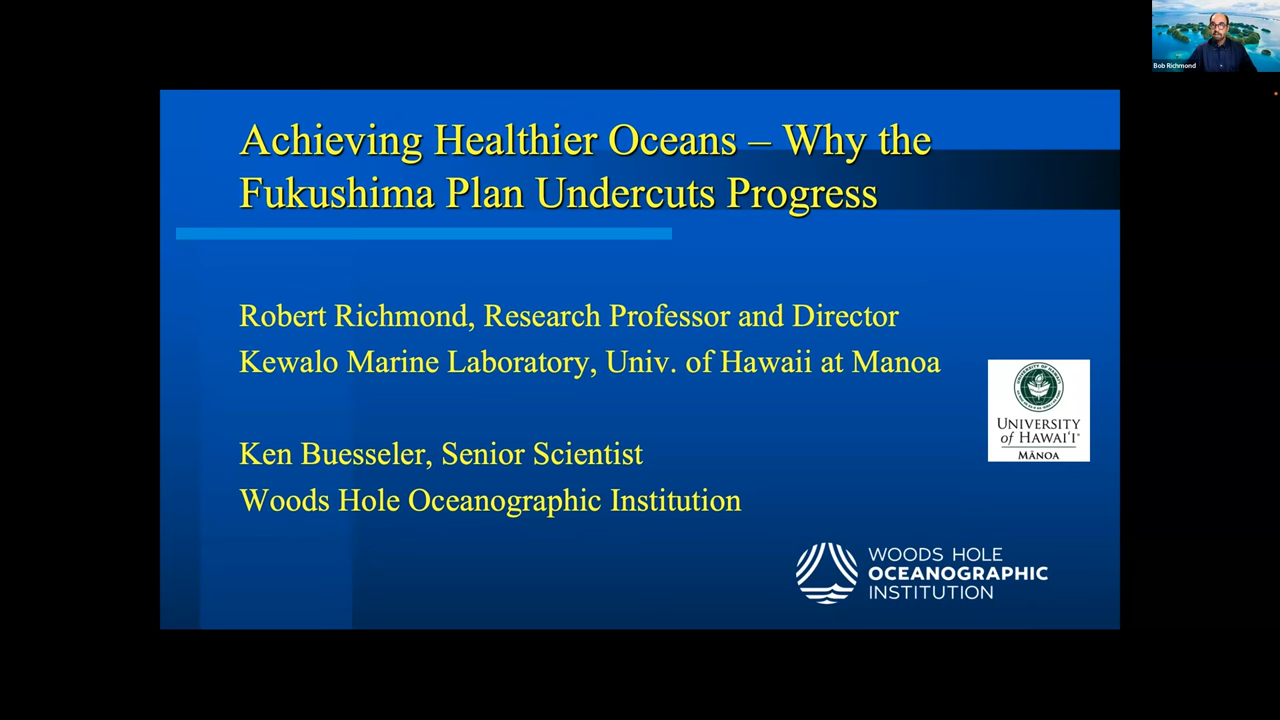 Bob Richmond
Achieving Healthier Oceans – Why the
Fukushima Plan Undercuts Progress
Robert Richmond, Research Professor and Director
Kewalo Marine Laboratory, Univ. of Hawaii at Manoa
UNIVERSITY
of HAWAIʻI®
MĀNOA
Ken Buesseler, Senior Scientist
Woods Hole Oceanographic Institution
WOODS HOLE
OCEANOGRAPHIC
INSTITUTION